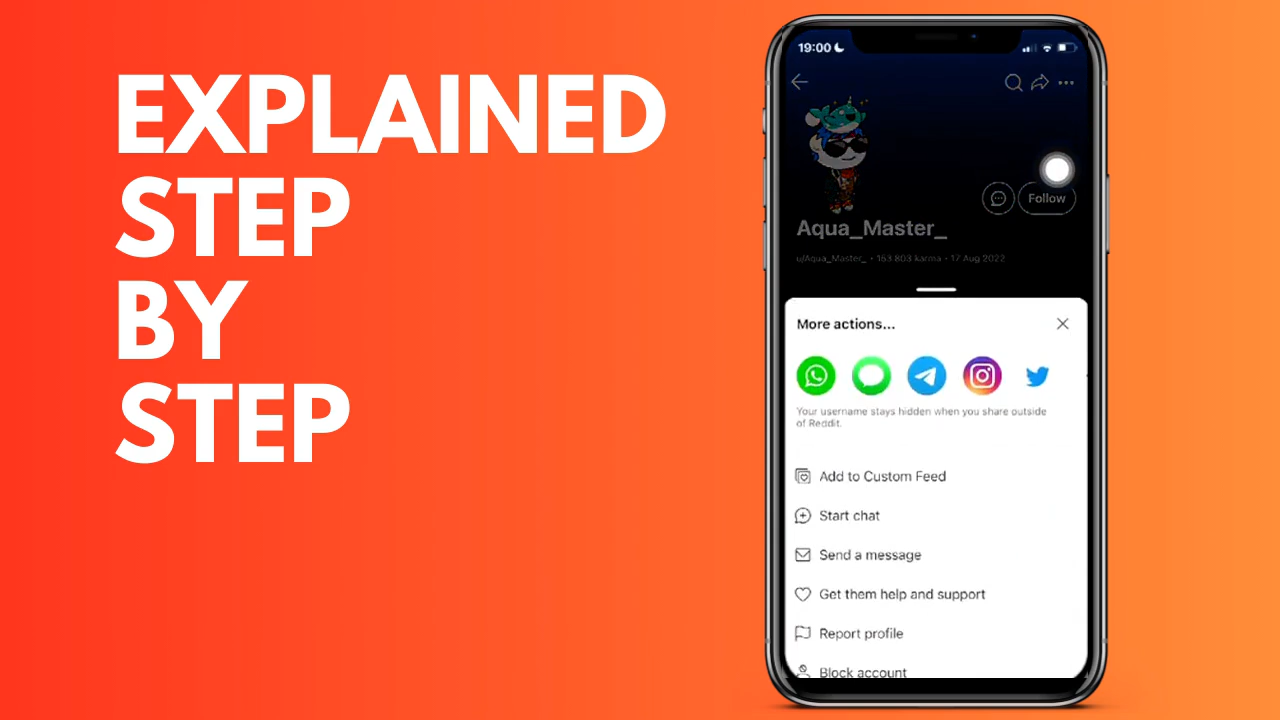 EXPLAINED
STEP
BY
STEP
19:00
Follow
Aqua_Master_
u/Aqua_Master_ • 163 803 karma • 17 Aug 2022
More actions...
Your username stays hidden when you share outside
of Reddit.
Add to Custom Feed
Start chat
Send a message
Get them help and support
Report profile
Block account